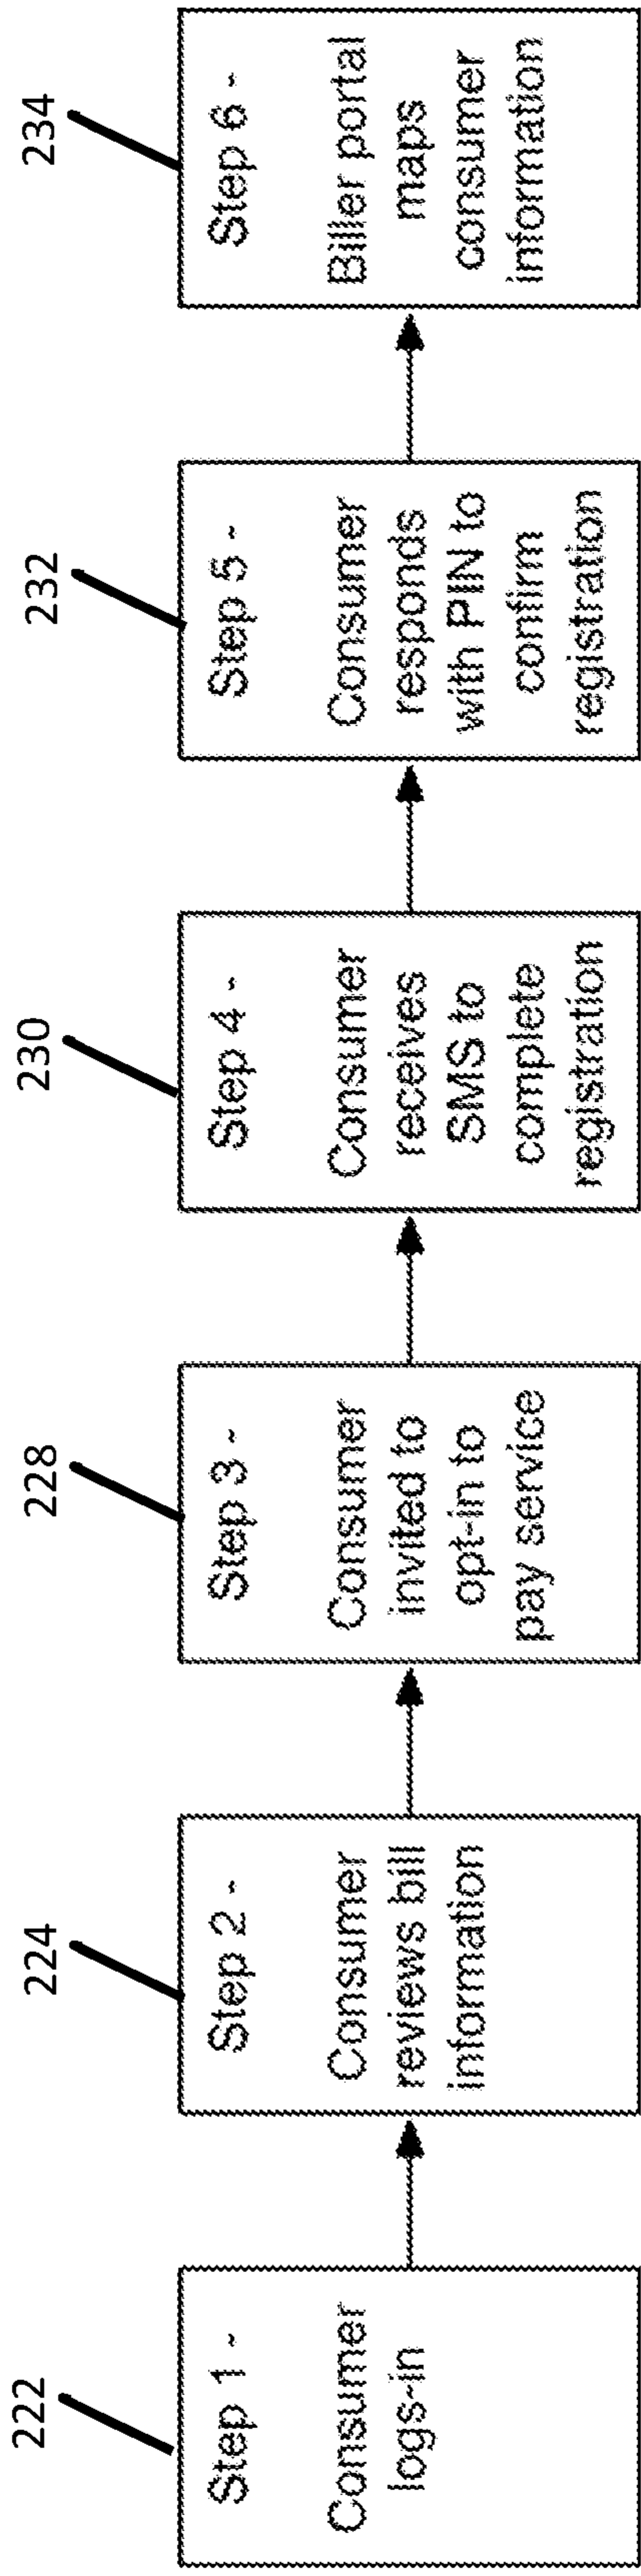 222
Step 1 -
Consumer
logs-in
224
Step 2 -
Consumer
reviews bill
information
228
Step 3 -
Consumer
invited to
opt-in to
pay service
230
Step 4 -
Consumer
receives
SMS to
complete
registration
232
Step 5 -
Consumer
responds
with PIN to
confirm
registration
234
Step 6 -
Biller portal
maps
consumer
information